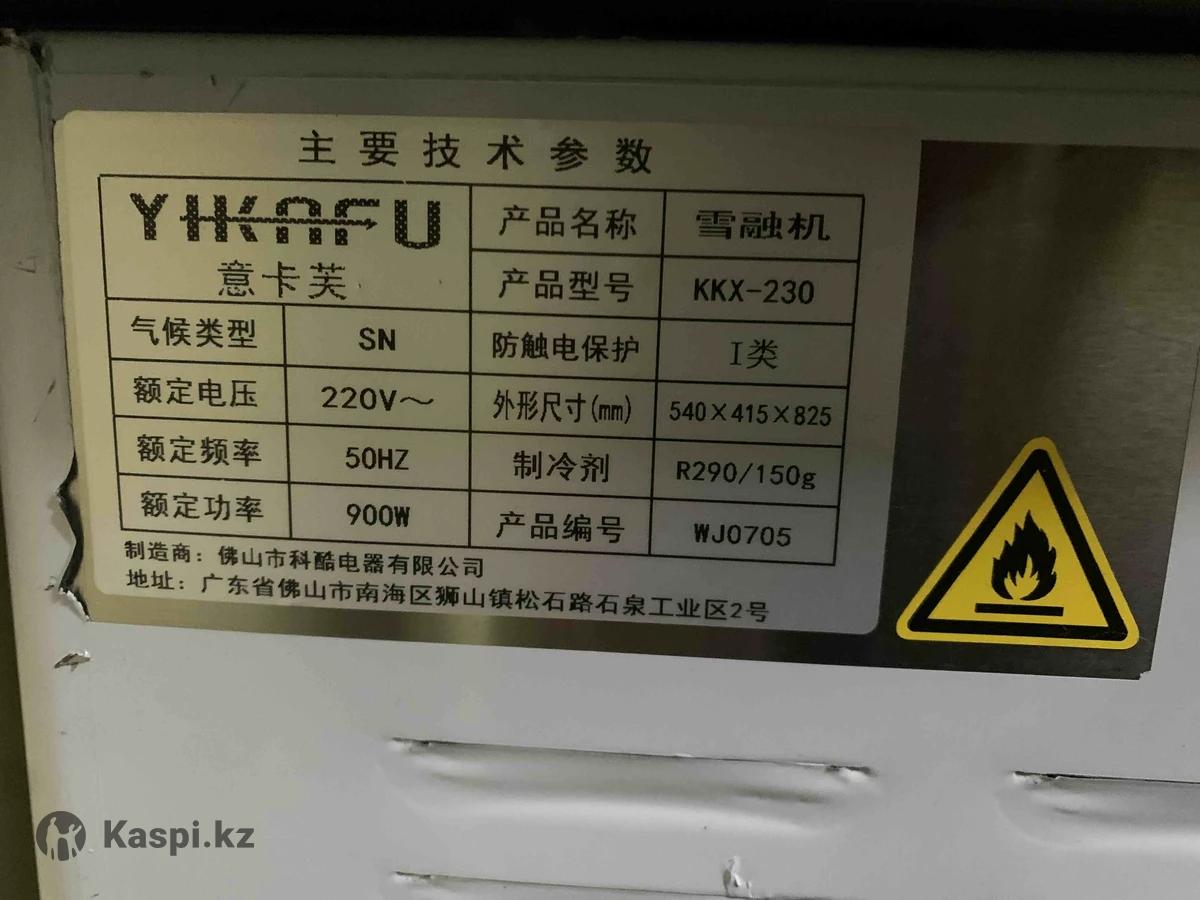 主要技术参数
YIKAFU
意卡芙
产品名称 雪融机
产品型号 KKX-230
气候类型 SN 防触电保护 I类
额定电压 220V～ 外形尺寸(mm) 540×415×825
额定频率 50HZ 制冷剂 R290/150g
额定功率 900W 产品编号 WJ0705
制造商：佛山市科酷电器有限公司
地址：广东省佛山市南海区狮山镇松石路石泉工业区2号
Kaspi.kz